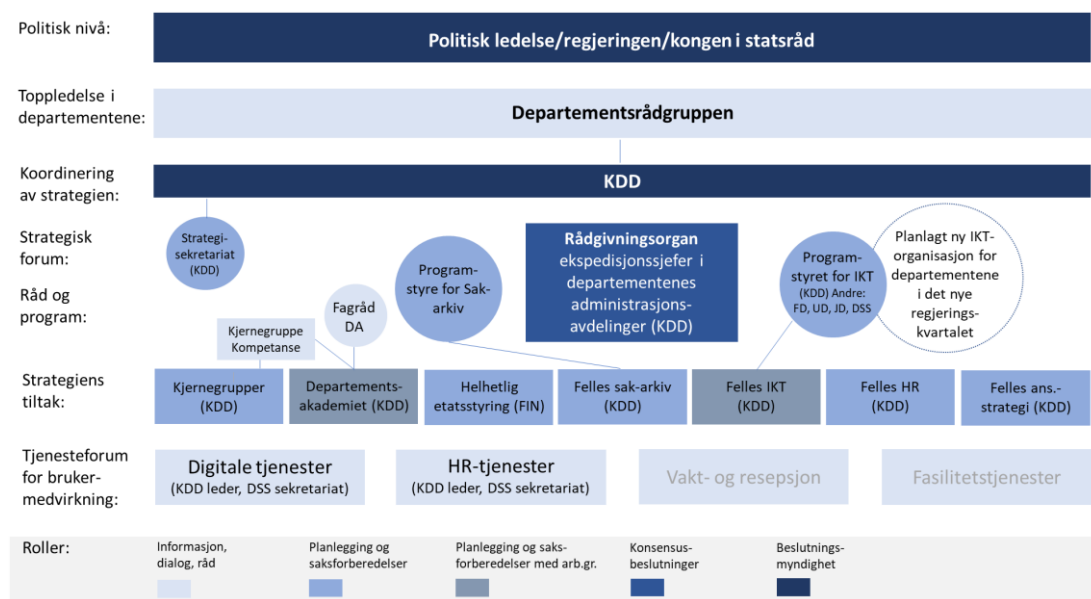 Politisk nivå:
Politisk ledelse/regjeringen/kongen i statsråd
Toppledelse i
departementene:
Departementsrådgruppen
Koordinering
av strategien:
KDD
Strategisk
forum:
Råd og
program:
Strategi-
sekretariat
(KDD)
Kjernegruppe
Kompetanse
Fagråd
DA
Program-
styre for Sak-
arkiv
Rådgivningsorgan
ekspedisjonssjefer i
departementenes
administrasjons-
avdelinger (KDD)
Program-
styret for IKT
(KDD) Andre:
FD, UD, JD, DSS
Planlagt ny IKT-
organisasjon for
departementene
i det nye
regjerings-
kvartalet
Strategiens
tiltak:
Kjernegrupper
(KDD)
Departements-
akademiet (KDD)
Helhetlig
etatsstyring (FIN)
Felles sak-arkiv
(KDD)
Felles IKT
(KDD)
Felles HR
(KDD)
Felles ans.-
strategi (KDD)
Tjenesteforum
for bruker-
medvirkning:
Digitale tjenester
(KDD leder, DSS sekretariat)
HR-tjenester
(KDD leder, DSS sekretariat)
Vakt- og resepsjon
Fasilitetstjenester
Roller:
Informasjon,
dialog, råd
Planlegging og
saksforberedelser
Planlegging og saks-
forberedelser med arb.gr.
Konsensus-
beslutninger
Beslutnings-
myndighet